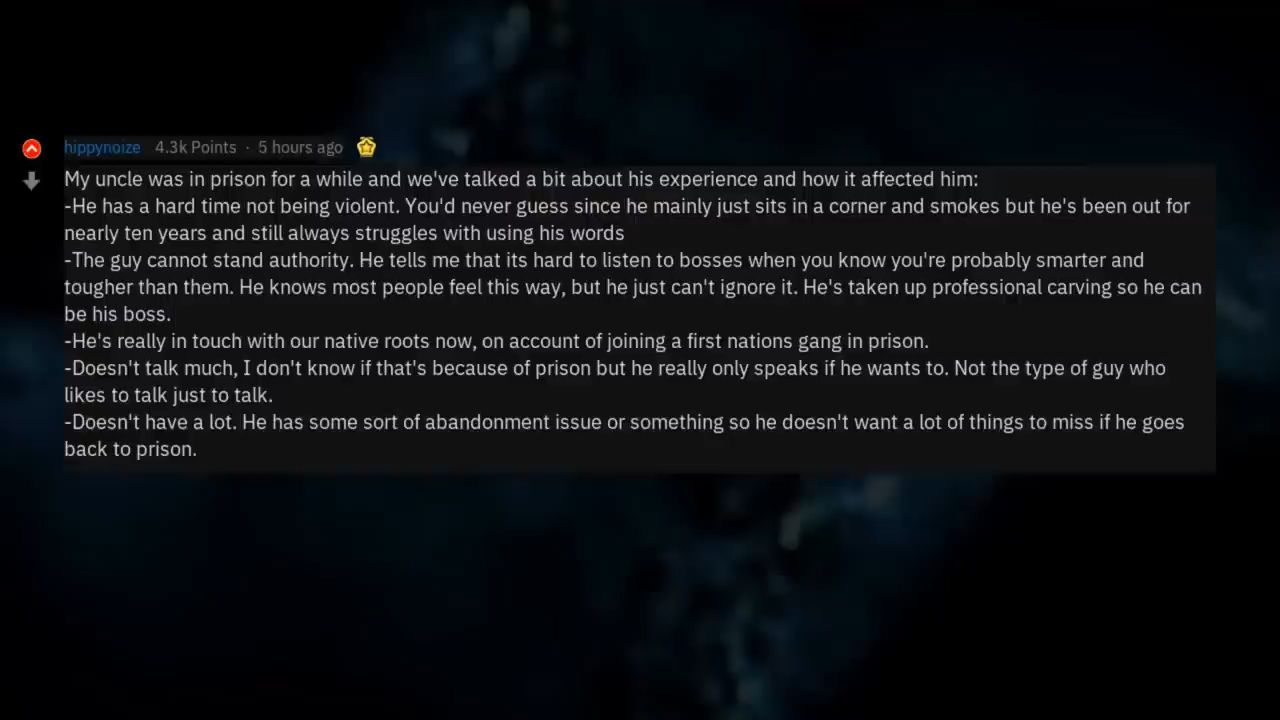 hippynoize 4.3k Points · 5 hours ago
My uncle was in prison for a while and we've talked a bit about his experience and how it affected him:
-He has a hard time not being violent. You'd never guess since he mainly just sits in a corner and smokes but he's been out for
nearly ten years and still always struggles with using his words
-The guy cannot stand authority. He tells me that its hard to listen to bosses when you know you're probably smarter and
tougher than them. He knows most people feel this way, but he just can't ignore it. He's taken up professional carving so he can
be his boss.
-He's really in touch with our native roots now, on account of joining a first nations gang in prison.
-Doesn't talk much, I don't know if that's because of prison but he really only speaks if he wants to. Not the type of guy who
likes to talk just to talk.
-Doesn't have a lot. He has some sort of abandonment issue or something so he doesn't want a lot of things to miss if he goes
back to prison.